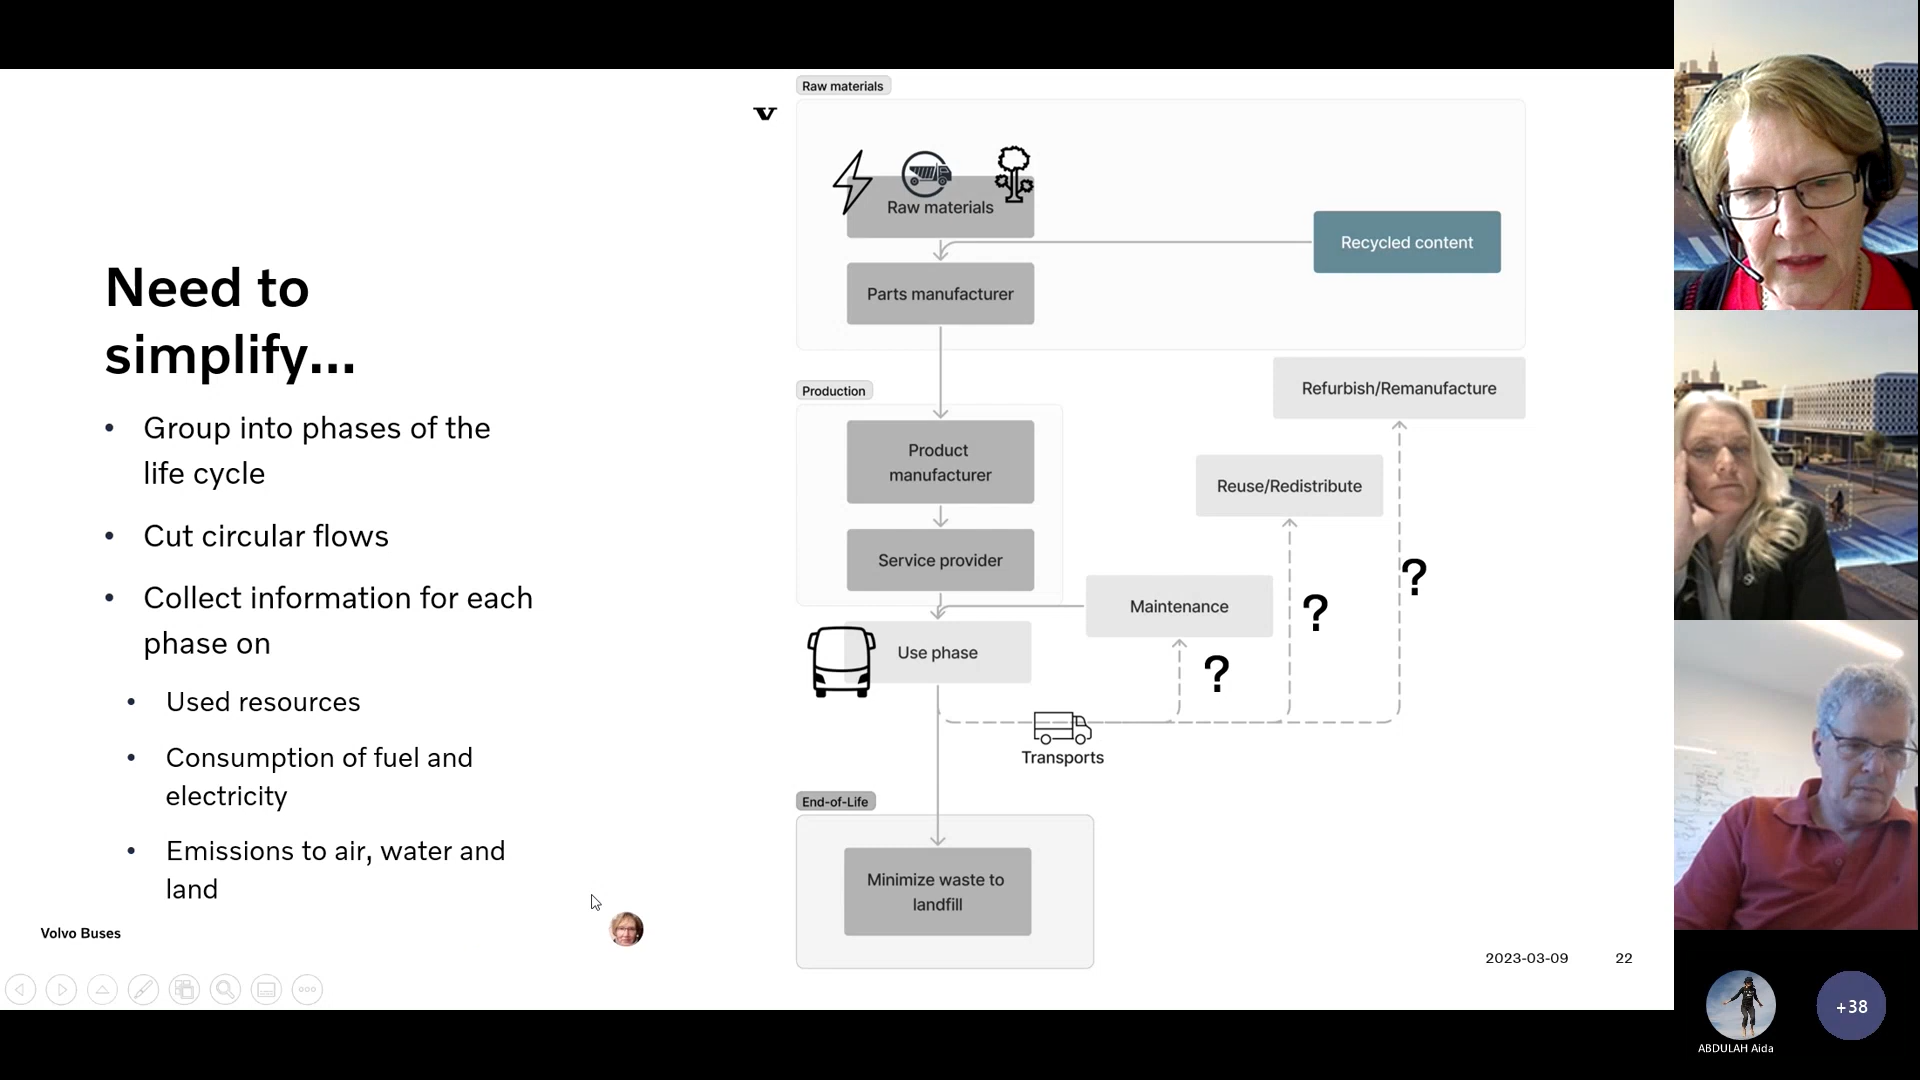 Need to
simplify...
• Group into phases of the
life cycle
• Cut circular flows
• Collect information for each
phase on
• Used resources
• Consumption of fuel and
electricity
• Emissions to air, water and
land
Volvo Buses
V
Raw materials
Raw materials
Recycled content
Parts manufacturer
Refurbish/Remanufacture
Production
Product
manufacturer
Reuse/Redistribute
Service provider
?
Maintenance
?
Use phase
?
Transports
End-of-Life
Minimize waste to
landfill
2023-03-09
22
+38
ABDULAH Aida